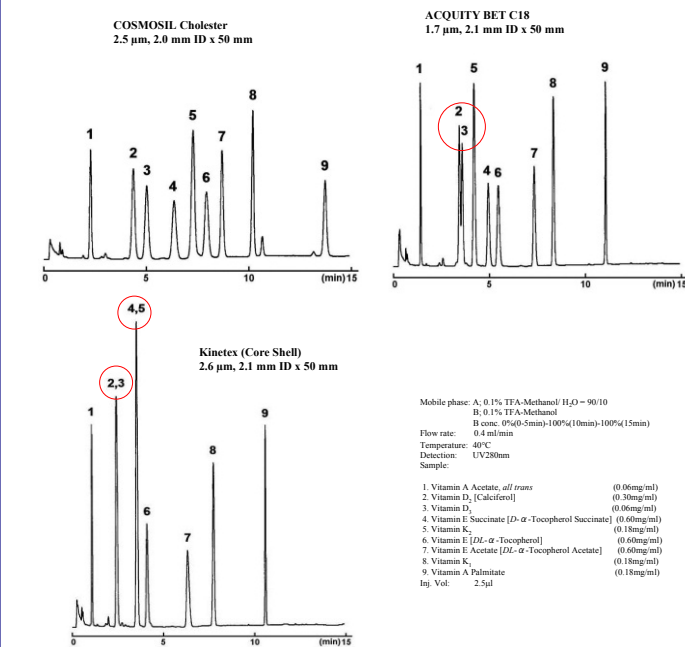 COSMOSIL Cholester
2.5 μm, 2.0 mm ID x 50 mm
1
2
3
4
5
6
7
8
9
0
5
10
(min) 15
ACQUITY BET C18
1.7 μm, 2.1 mm ID x 50 mm
1
2
3
5
4 6
7
8
9
0
5
10
(min) 15
Kinetex (Core Shell)
2.6 μm, 2.1 mm ID x 50 mm
1
2,3
4,5
6
7
8
9
0
5
10
(min) 15
Mobile phase: A; 0.1% TFA-Methanol/ H₂O = 90/10
B; 0.1% TFA-Methanol
B conc. 0%(0-5min)-100%(10min)-100%(15min)
Flow rate: 0.4 ml/min
Temperature: 40°C
Detection: UV280nm
Sample:
1. Vitamin A Acetate, all trans (0.06mg/ml)
2. Vitamin D₂ [Calciferol] (0.30mg/ml)
3. Vitamin D₃ (0.06mg/ml)
4. Vitamin E Succinate [D-α-Tocopherol Succinate] (0.60mg/ml)
5. Vitamin K₂ (0.18mg/ml)
6. Vitamin E [DL-α-Tocopherol] (0.60mg/ml)
7. Vitamin E Acetate [DL-α-Tocopherol Acetate] (0.60mg/ml)
8. Vitamin K₁ (0.18mg/ml)
9. Vitamin A Palmitate (0.18mg/ml)
Inj. Vol: 2.5μl